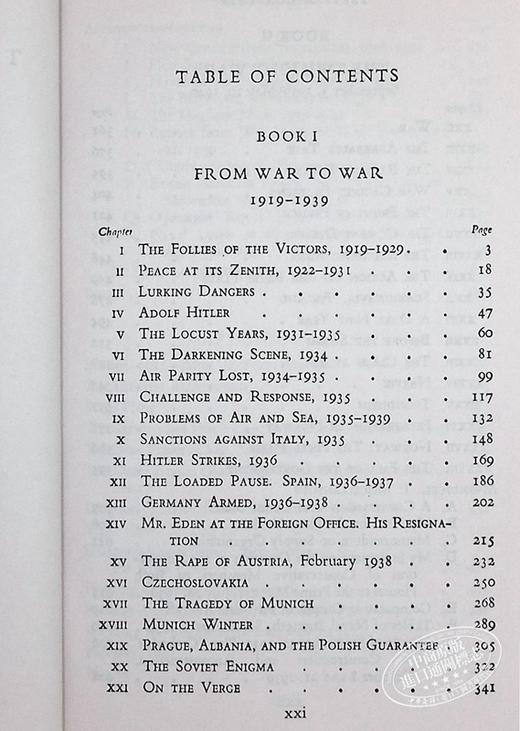 TABLE OF CONTENTS
BOOK I
FROM WAR TO WAR
1919–1939
Chapter Page
I THE FOLLIES OF THE VICTORS, 1919–1929 . . 3
II PEACE AT ITS ZENITH, 1922–1931 . . . 18
III LURKING DANGERS . . . . . 35
IV ADOLF HITLER . . . . . 47
V THE LOCUST YEARS, 1931–1935 . . . 60
VI THE DARKENING SCENE, 1934 . . . . 81
VII AIR PARITY LOST, 1934–1935 . . . . 99
VIII CHALLENGE AND RESPONSE, 1935 . . . 117
IX PROBLEMS OF AIR AND SEA, 1935–1939 . . 132
X SANCTIONS AGAINST ITALY, 1935 . . . 148
XI HITLER STRIKES, 1936 . . . . 169
XII THE LOADED PAUSE. SPAIN, 1936–1937 . . 186
XIII GERMANY ARMED, 1936–1938 . . . 202
XIV MR. EDEN AT THE FOREIGN OFFICE. HIS RESIGNA-
TION . . . . . . . 215
XV THE RAPE OF AUSTRIA, February 1938 . . 232
XVI CZECHOSLOVAKIA . . . . . 250
XVII THE TRAGEDY OF MUNICH . . . . 268
XVIII MUNICH WINTER . . . . . 289
XIX PRAGUE, ALBANIA, AND THE POLISH GUARANTEE . 305
XX THE SOVIET ENIGMA . . . . 322
XXI ON THE VERGE . . . . . 341
xxi